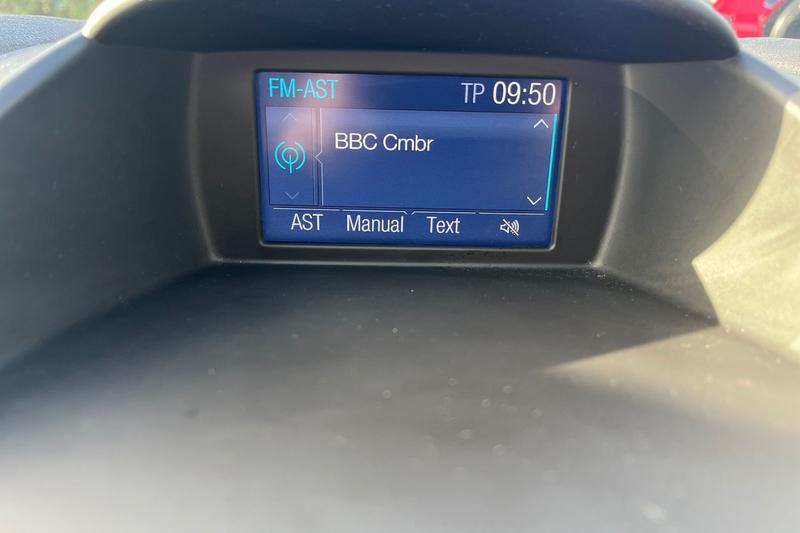 FM-AST TP 09:50
BBC Cmbr
AST Manual Text